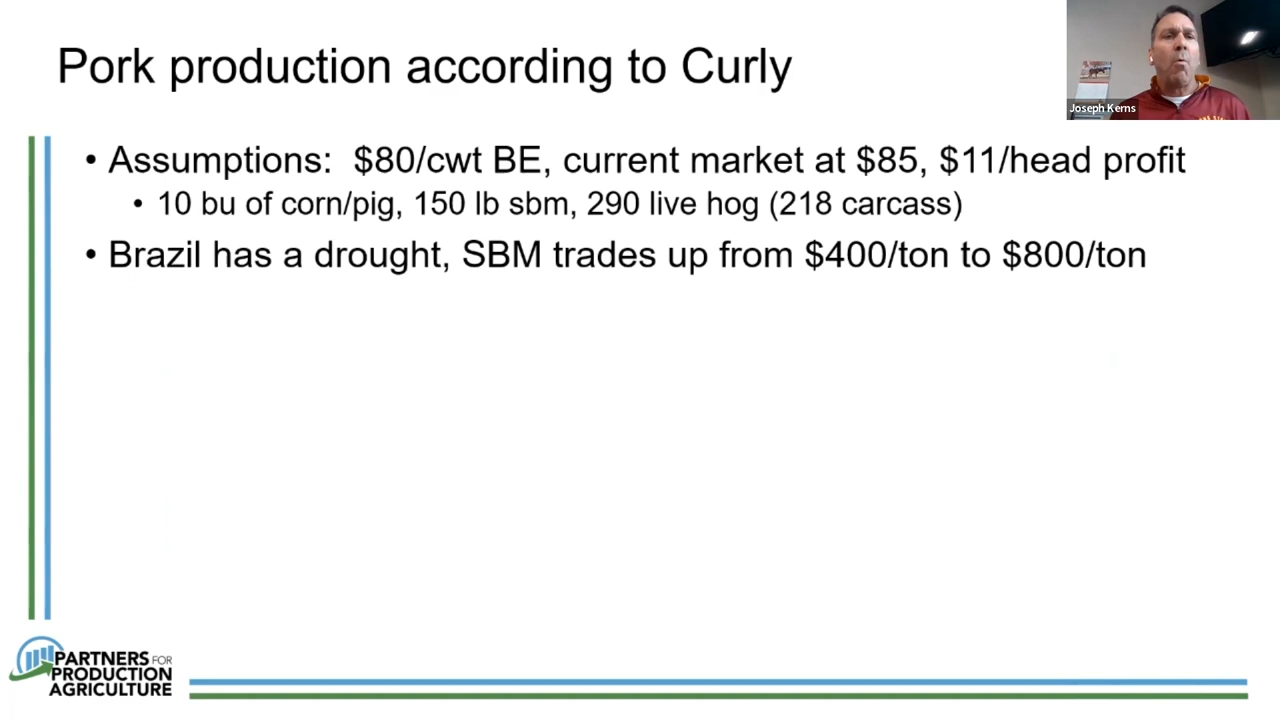 Pork production according to Curly
Joseph Kerns
• Assumptions:  $80/cwt BE, current market at $85, $11/head profit
• 10 bu of corn/pig, 150 lb sbm, 290 live hog (218 carcass)
• Brazil has a drought, SBM trades up from $400/ton to $800/ton
PARTNERS FOR
PRODUCTION
AGRICULTURE